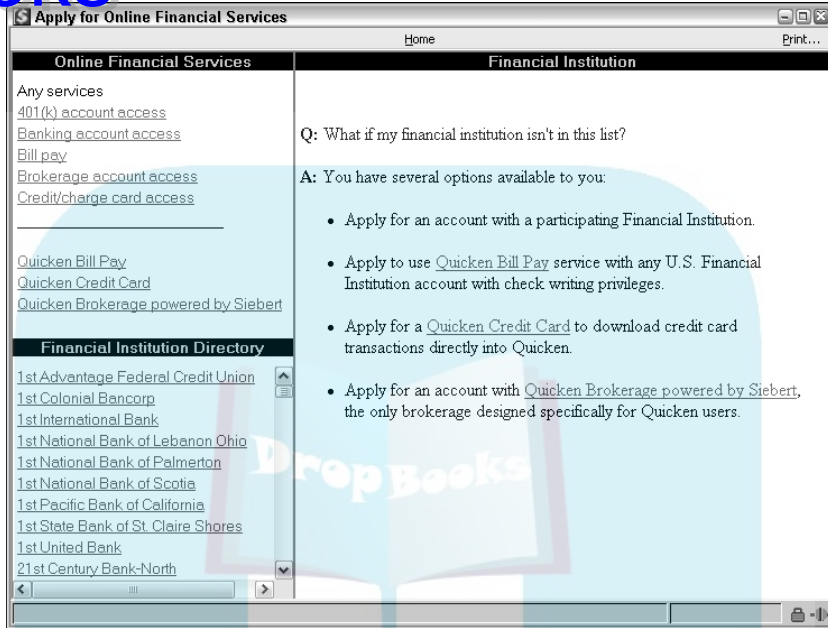 Apply for Online Financial Services
Home
Print...
Online Financial Services
Any services
401(k) account access
Banking account access
Bill pay
Brokerage account access
Credit/charge card access
Quicken Bill Pay
Quicken Credit Card
Quicken Brokerage powered by Siebert
Financial Institution Directory
1st Advantage Federal Credit Union
1st Colonial Bancorp
1st International Bank
1st National Bank of Lebanon Ohio
1st National Bank of Palmerton
1st National Bank of Scotia
1st Pacific Bank of California
1st State Bank of St. Claire Shores
1st United Bank
21st Century Bank-North
Financial Institution
Q: What if my financial institution isn't in this list?
A: You have several options available to you:
• Apply for an account with a participating Financial Institution.
• Apply to use Quicken Bill Pay service with any U.S. Financial
Institution account with check writing privileges.
• Apply for a Quicken Credit Card to download credit card
transactions directly into Quicken.
• Apply for an account with Quicken Brokerage powered by Siebert,
the only brokerage designed specifically for Quicken users.
DropBooks